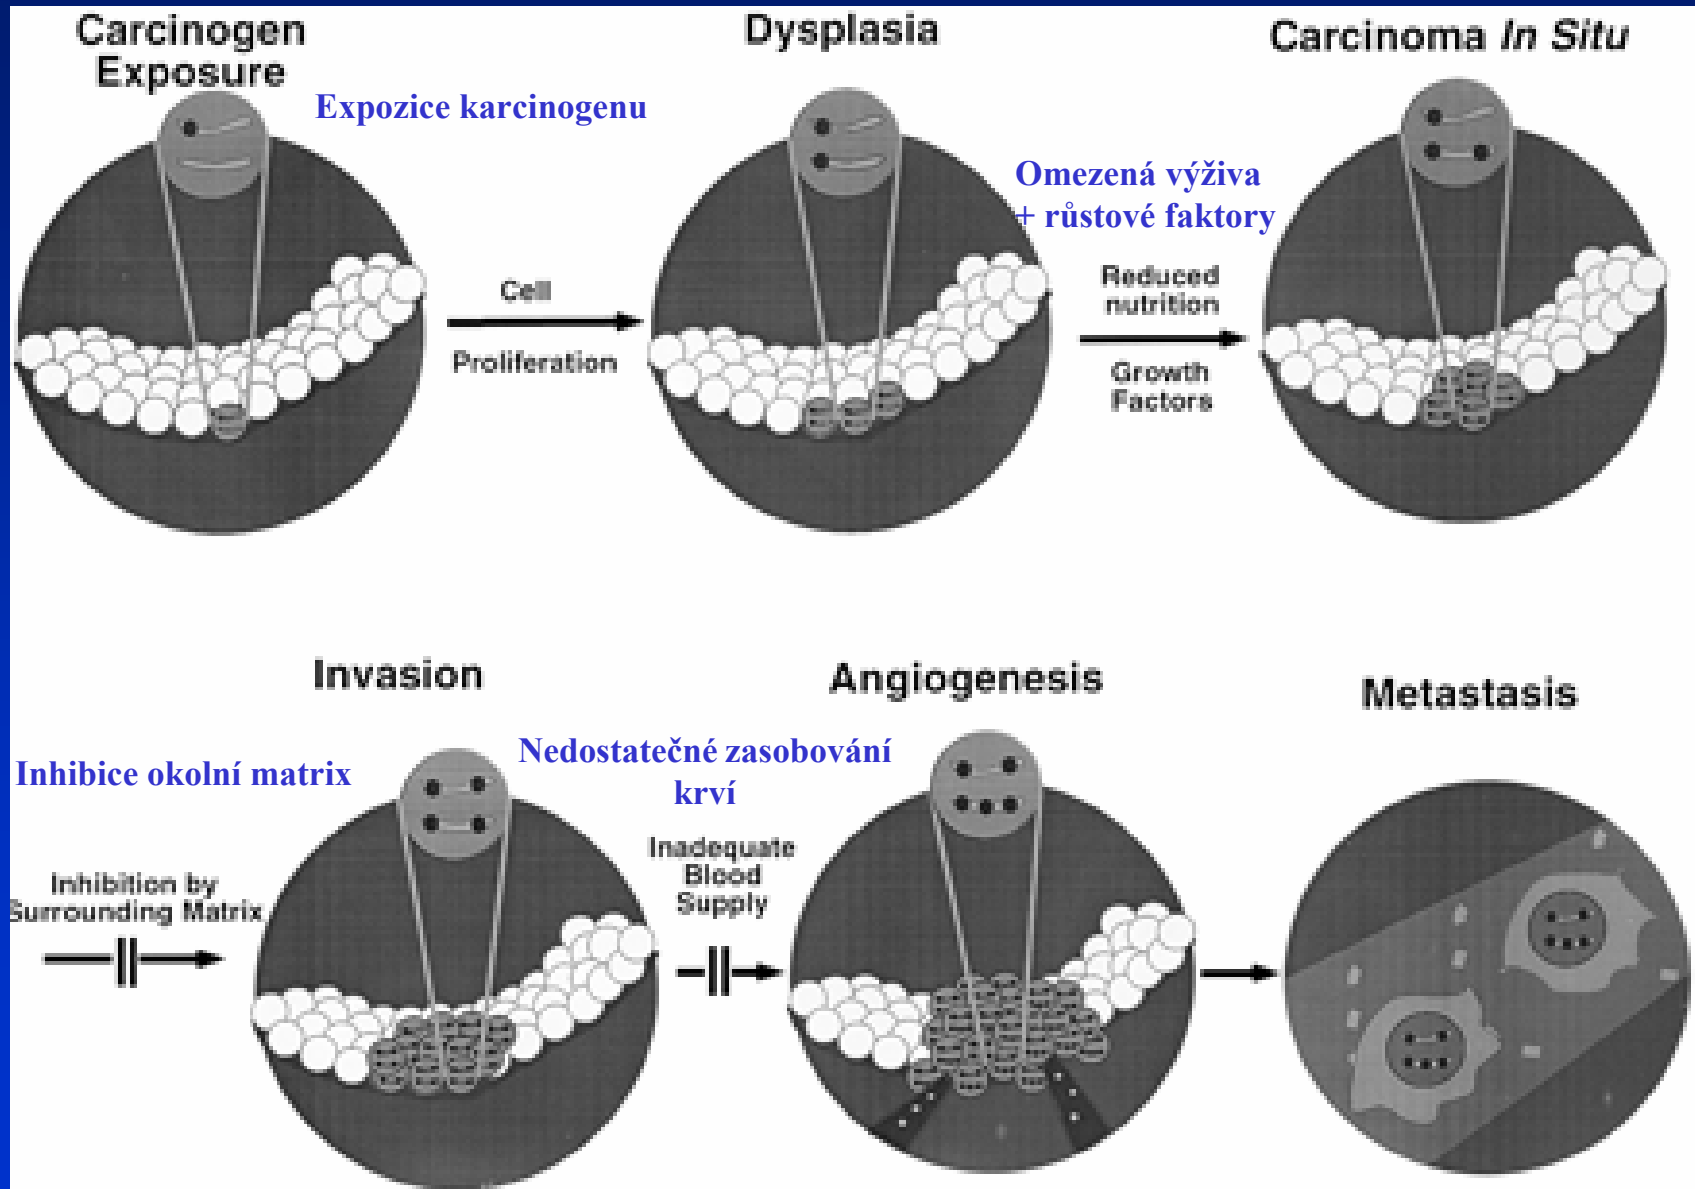 Carcinogen
Exposure
Expozice karcinogenu
Cell
Proliferation
Dysplasia
Omezená výživa
+ růstové faktory
Reduced
nutrition
Growth
Factors
Carcinoma In Situ
Inhibice okolní matrix
Inhibition by
Surrounding Matrix
Invasion
Nedostatečné zasobování
krví
Inadequate
Blood
Supply
Angiogenesis
Metastasis